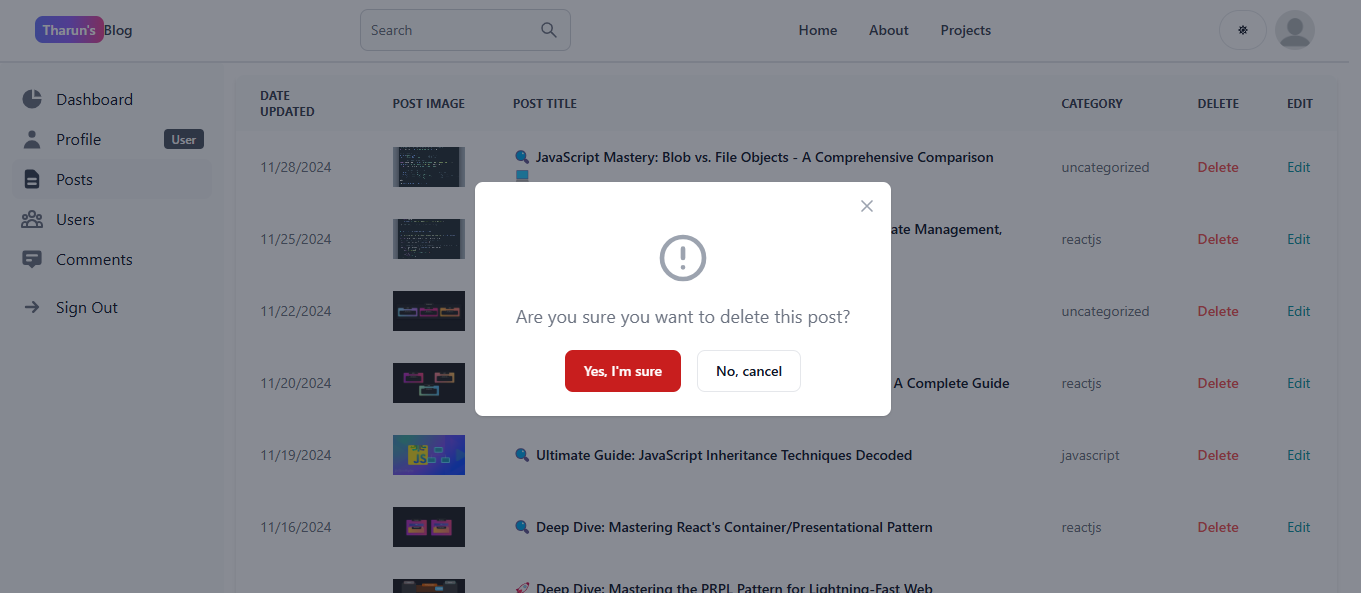 Tharun's Blog
Search
Home
About
Projects
Dashboard
Profile
User
Posts
Users
Comments
Sign Out
DATE
UPDATED
POST IMAGE
POST TITLE
CATEGORY
DELETE
EDIT
11/28/2024
JavaScript Mastery: Blob vs. File Objects - A Comprehensive Comparison
uncategorized
Delete
Edit
11/25/2024
ate Management,
reactjs
Delete
Edit
11/22/2024
uncategorized
Delete
Edit
11/20/2024
A Complete Guide
reactjs
Delete
Edit
11/19/2024
JS
Ultimate Guide: JavaScript Inheritance Techniques Decoded
javascript
Delete
Edit
11/16/2024
Deep Dive: Mastering React's Container/Presentational Pattern
reactjs
Delete
Edit
Deep Dive: Mastering the PRPL Pattern for Lightning-Fast Web
Are you sure you want to delete this post?
Yes, I'm sure
No, cancel